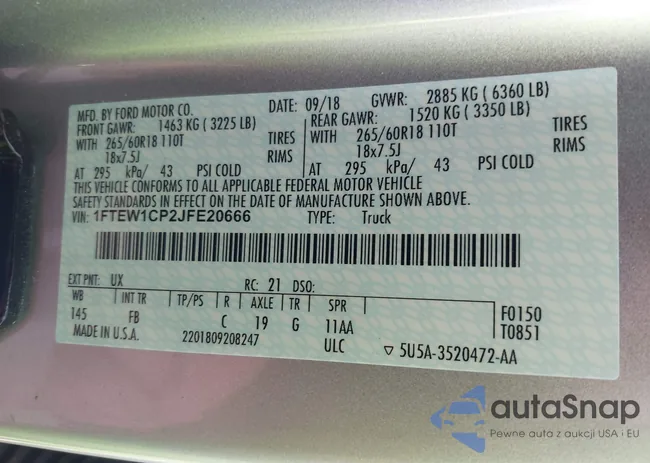 MFD. BY FORD MOTOR CO. DATE: 09/18 GVWR: 2885 KG ( 6360 LB)
FRONT GAWR: 1463 KG ( 3225 LB) REAR GAWR: 1520 KG ( 3350 LB)
WITH 265/60R18 110T TIRES WITH 265/60R18 110T TIRES
18x7.5J RIMS 18x7.5J RIMS
AT 295 kPa/ 43 PSI COLD AT 295 kPa/ 43 PSI COLD
THIS VEHICLE CONFORMS TO ALL APPLICABLE FEDERAL MOTOR VEHICLE
SAFETY STANDARDS IN EFFECT ON THE DATE OF MANUFACTURE SHOWN ABOVE.
VIN: 1FTEW1CP2JFE20666 TYPE: Truck
EXT PNT: UX RC: 21 DSO:
WB INT TR TP/PS R AXLE TR SPR F0150
145 FB C 19 G 11AA T0851
MADE IN U.S.A. 2201809208247 ULC ▽ 5U5A-3520472-AA
autaSnap
Pewne auta z aukcji USA i EU